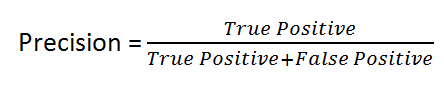 True Positive
Precision =
True Positive+False Positive